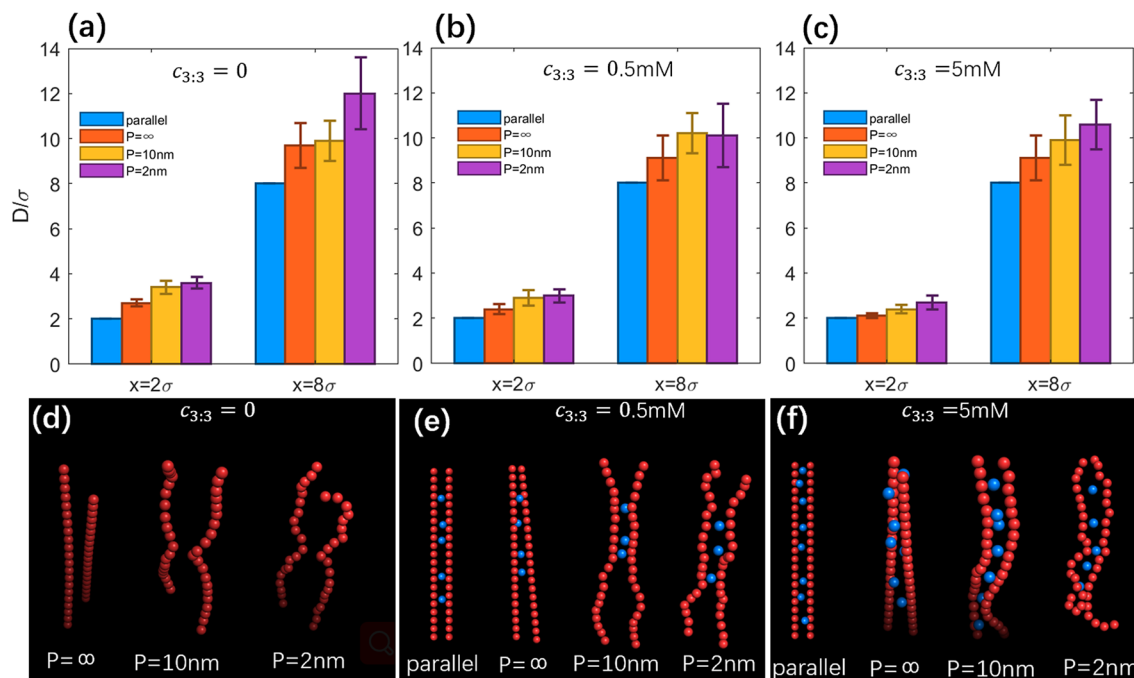 (a)
c₃:₃ = 0
parallel
P=∞
P=10nm
P=2nm
D/σ
14
12
10
8
6
4
2
0
x=2σ
x=8σ
(b)
c₃:₃ = 0.5mM
parallel
P=∞
P=10nm
P=2nm
14
12
10
8
6
4
2
0
x=2σ
x=8σ
(c)
c₃:₃ =5mM
parallel
P=∞
P=10nm
P=2nm
14
12
10
8
6
4
2
0
x=2σ
x=8σ
(d)
c₃:₃ = 0
P=∞
P=10nm
P=2nm
(e)
c₃:₃ = 0.5mM
parallel
P=∞
P=10nm
P=2nm
(f)
c₃:₃ =5mM
parallel
P=∞
P=10nm
P=2nm